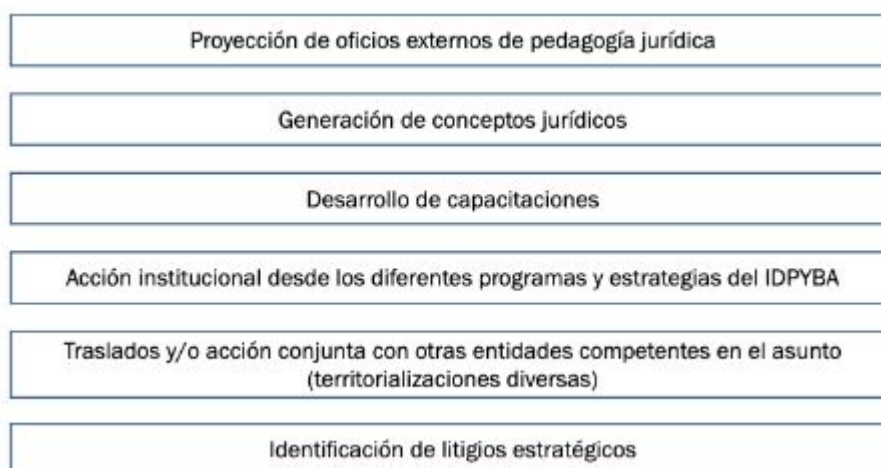 Proyección de oficios externos de pedagogía jurídica
Generación de conceptos jurídicos
Desarrollo de capacitaciones
Acción institucional desde los diferentes programas y estrategias del IDPYBA
Traslados y/o acción conjunta con otras entidades competentes en el asunto
(territorializaciones diversas)
Identificación de litigios estratégicos